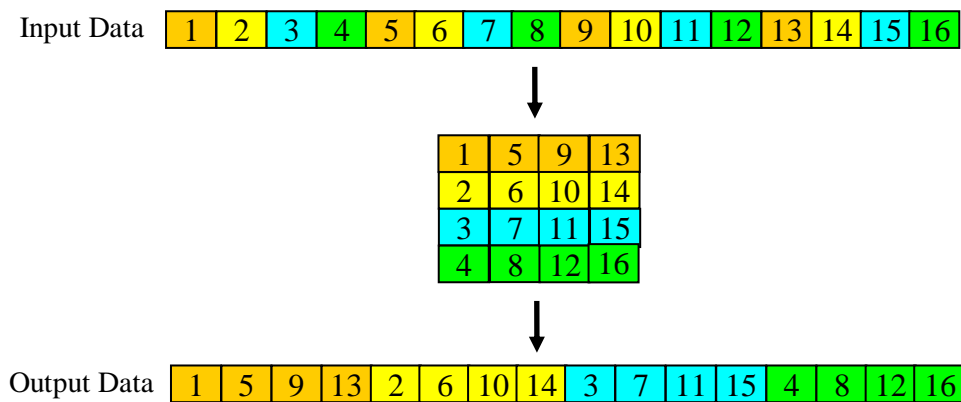 Input Data 1 2 3 4 5 6 7 8 9 10 11 12 13 14 15 16
1 5 9 13
2 6 10 14
3 7 11 15
4 8 12 16
Output Data 1 5 9 13 2 6 10 14 3 7 11 15 4 8 12 16